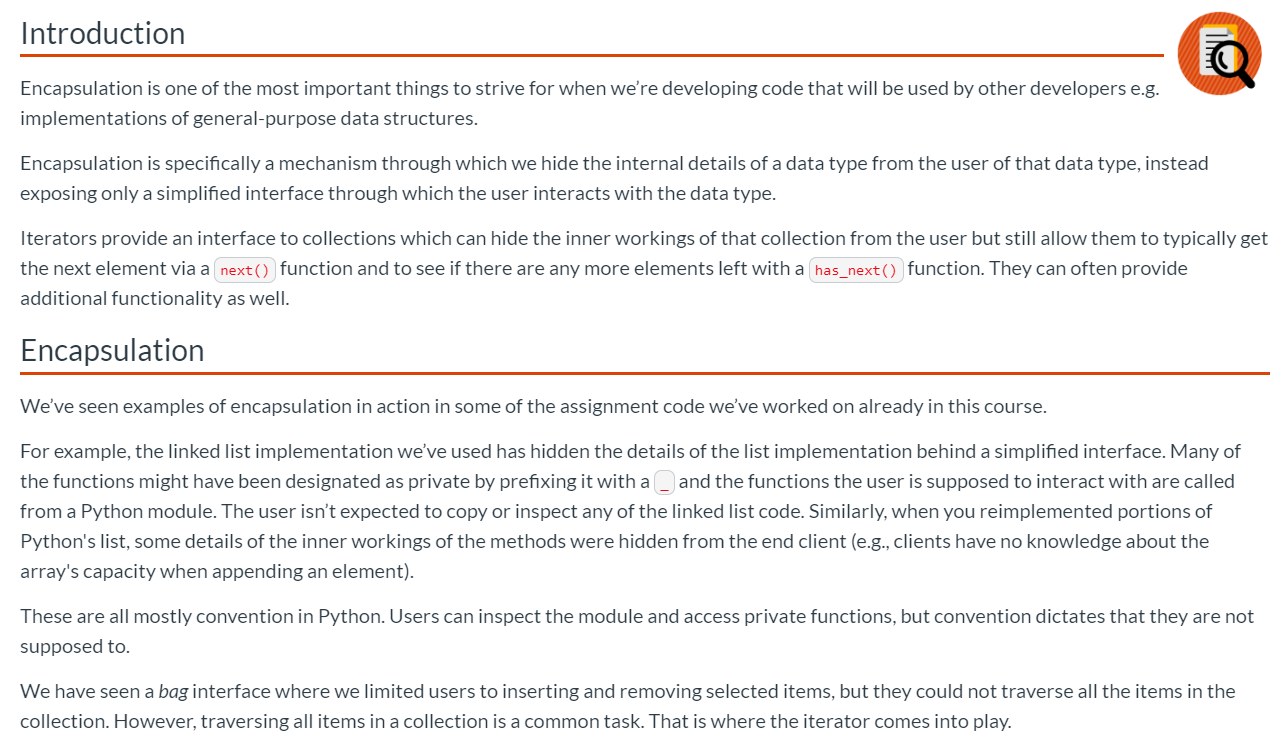 Introduction
Encapsulation is one of the most important things to strive for when we’re developing code that will be used by other developers e.g.
implementations of general-purpose data structures.
Encapsulation is specifically a mechanism through which we hide the internal details of a data type from the user of that data type, instead
exposing only a simplified interface through which the user interacts with the data type.
Iterators provide an interface to collections which can hide the inner workings of that collection from the user but still allow them to typically get
the next element via a next() function and to see if there are any more elements left with a has_next() function. They can often provide
additional functionality as well.
Encapsulation
We’ve seen examples of encapsulation in action in some of the assignment code we’ve worked on already in this course.
For example, the linked list implementation we’ve used has hidden the details of the list implementation behind a simplified interface. Many of
the functions might have been designated as private by prefixing it with a _ and the functions the user is supposed to interact with are called
from a Python module. The user isn’t expected to copy or inspect any of the linked list code. Similarly, when you reimplemented portions of
Python's list, some details of the inner workings of the methods were hidden from the end client (e.g., clients have no knowledge about the
array's capacity when appending an element).
These are all mostly convention in Python. Users can inspect the module and access private functions, but convention dictates that they are not
supposed to.
We have seen a bag interface where we limited users to inserting and removing selected items, but they could not traverse all the items in the
collection. However, traversing all items in a collection is a common task. That is where the iterator comes into play.